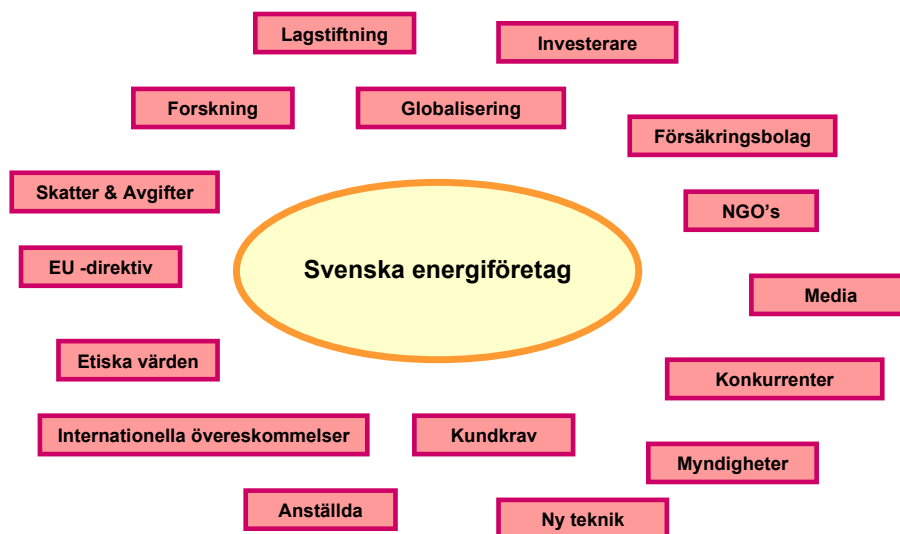 Lagstiftning
Investerare
Forskning
Globalisering
Försäkringsbolag
Skatter & Avgifter
NGO’s
EU -direktiv
Svenska energiföretag
Media
Etiska värden
Konkurrenter
Internationella övereskommelser
Kundkrav
Myndigheter
Anställda
Ny teknik